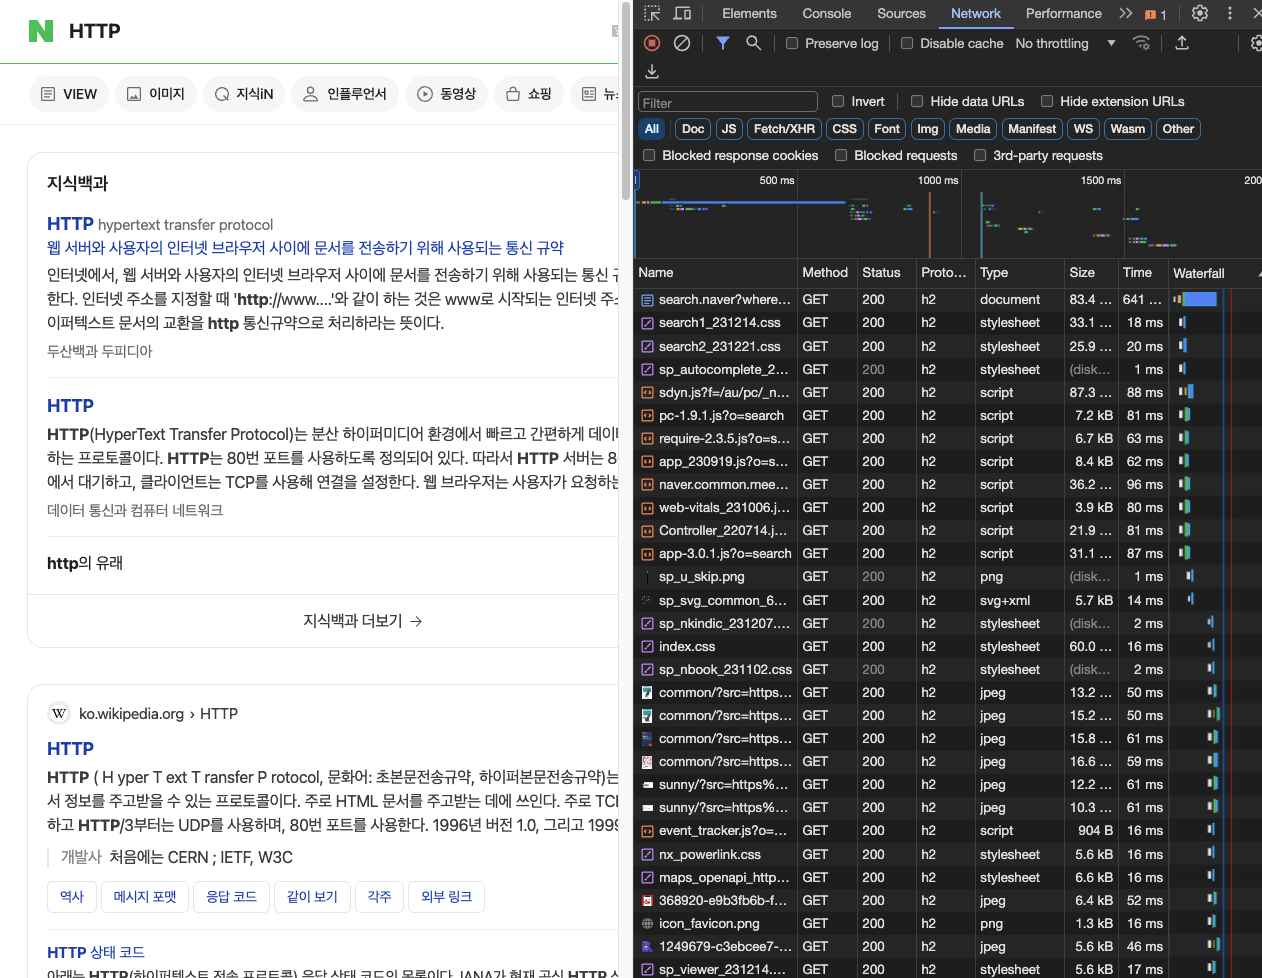 HTTP
VIEW 이미지 지식iN 인플루언서 동영상 쇼핑 뉴
지식백과
HTTP hypertext transfer protocol
웹 서버와 사용자의 인터넷 브라우저 사이에 문서를 전송하기 위해 사용되는 통신 규약
인터넷에서, 웹 서버와 사용자의 인터넷 브라우저 사이에 문서를 전송하기 위해 사용되는 통신
한다. 인터넷 주소를 지정할 때 'http://www....'와 같이 하는 것은 www로 시작되는 인터넷
이퍼텍스트 문서의 교환을 http 통신규약으로 처리하라는 뜻이다.
두산백과 두피디아
HTTP
HTTP(HyperText Transfer Protocol)는 분산 하이퍼미디어 환경에서 빠르고 간편하게 데이
하는 프로토콜이다. HTTP는 80번 포트를 사용하도록 정의되어 있다. 따라서 HTTP 서버는 8
에서 대기하고, 클라이언트는 TCP를 사용해 연결을 설정한다. 웹 브라우저는 사용자가 요청하는
데이터 통신과 컴퓨터 네트워크
http의 유래
지식백과 더보기 →
W ko.wikipedia.org › HTTP
HTTP
HTTP ( H yper T ext T ransfer P rotocol, 문화어: 초본문전송규약, 하이퍼본문전송규약)는
서 정보를 주고받을 수 있는 프로토콜이다. 주로 HTML 문서를 주고받는 데에 쓰인다. 주로 TC
하고 HTTP/3부터는 UDP를 사용하며, 80번 포트를 사용한다. 1996년 버전 1.0, 그리고 199
개발사 처음에는 CERN ; IETF, W3C
역사 메시지 포맷 응답 코드 같이 보기 각주 외부 링크
HTTP 상태 코드
아래는 HTTP(하이퍼텍스트 전송 프로토콜) 응답 상태 코드의 목록이다. IANA가 현재 공식 HTTP
Elements Console Sources Network Performance 1
Preserve log Disable cache No throttling
Filter Invert Hide data URLs Hide extension URLs
All Doc JS Fetch/XHR CSS Font Img Media Manifest WS Wasm Other
Blocked response cookies Blocked requests 3rd-party requests
500 ms 1000 ms 1500 ms 200
Name Method Status Proto... Type Size Time Waterfall
search.naver?where... GET 200 h2 document 83.4 ... 641 ...
search1_231214.css GET 200 h2 stylesheet 33.1 ... 18 ms
search2_231221.css GET 200 h2 stylesheet 25.9 ... 20 ms
sp_autocomplete_2... GET 200 h2 stylesheet (disk... 1 ms
sdyn.js?f=/au/pc/_n... GET 200 h2 script 87.3 ... 88 ms
pc-1.9.1.js?o=search GET 200 h2 script 7.2 kB 81 ms
require-2.3.5.js?o=s... GET 200 h2 script 6.7 kB 63 ms
app_230919.js?o=s... GET 200 h2 script 8.4 kB 62 ms
naver.common.mee... GET 200 h2 script 36.2 ... 96 ms
web-vitals_231006.j... GET 200 h2 script 3.9 kB 80 ms
Controller_220714.j... GET 200 h2 script 21.9 ... 81 ms
app-3.0.1.js?o=search GET 200 h2 script 31.1 ... 87 ms
sp_u_skip.png GET 200 h2 png (disk... 1 ms
sp_svg_common_6... GET 200 h2 svg+xml 5.7 kB 14 ms
sp_nkindic_231207.... GET 200 h2 stylesheet (disk... 2 ms
index.css GET 200 h2 stylesheet 60.0 ... 16 ms
sp_nbook_231102.css GET 200 h2 stylesheet (disk... 2 ms
common/?src=https... GET 200 h2 jpeg 13.2 ... 50 ms
common/?src=https... GET 200 h2 jpeg 15.2 ... 50 ms
common/?src=https... GET 200 h2 jpeg 15.8 ... 61 ms
common/?src=https... GET 200 h2 jpeg 16.6 ... 59 ms
sunny/?src=https%... GET 200 h2 jpeg 12.2 ... 61 ms
sunny/?src=https%... GET 200 h2 jpeg 10.3 ... 61 ms
event_tracker.js?o=... GET 200 h2 script 904 B 16 ms
nx_powerlink.css GET 200 h2 stylesheet 5.6 kB 16 ms
maps_openapi_http... GET 200 h2 stylesheet 6.6 kB 16 ms
368920-e9b3fb6b-f... GET 200 h2 jpeg 6.4 kB 52 ms
icon_favicon.png GET 200 h2 png 1.3 kB 16 ms
1249679-c3ebcee7-... GET 200 h2 jpeg 5.6 kB 46 ms
sp_viewer_231214.... GET 200 h2 stylesheet 5.6 kB 17 ms